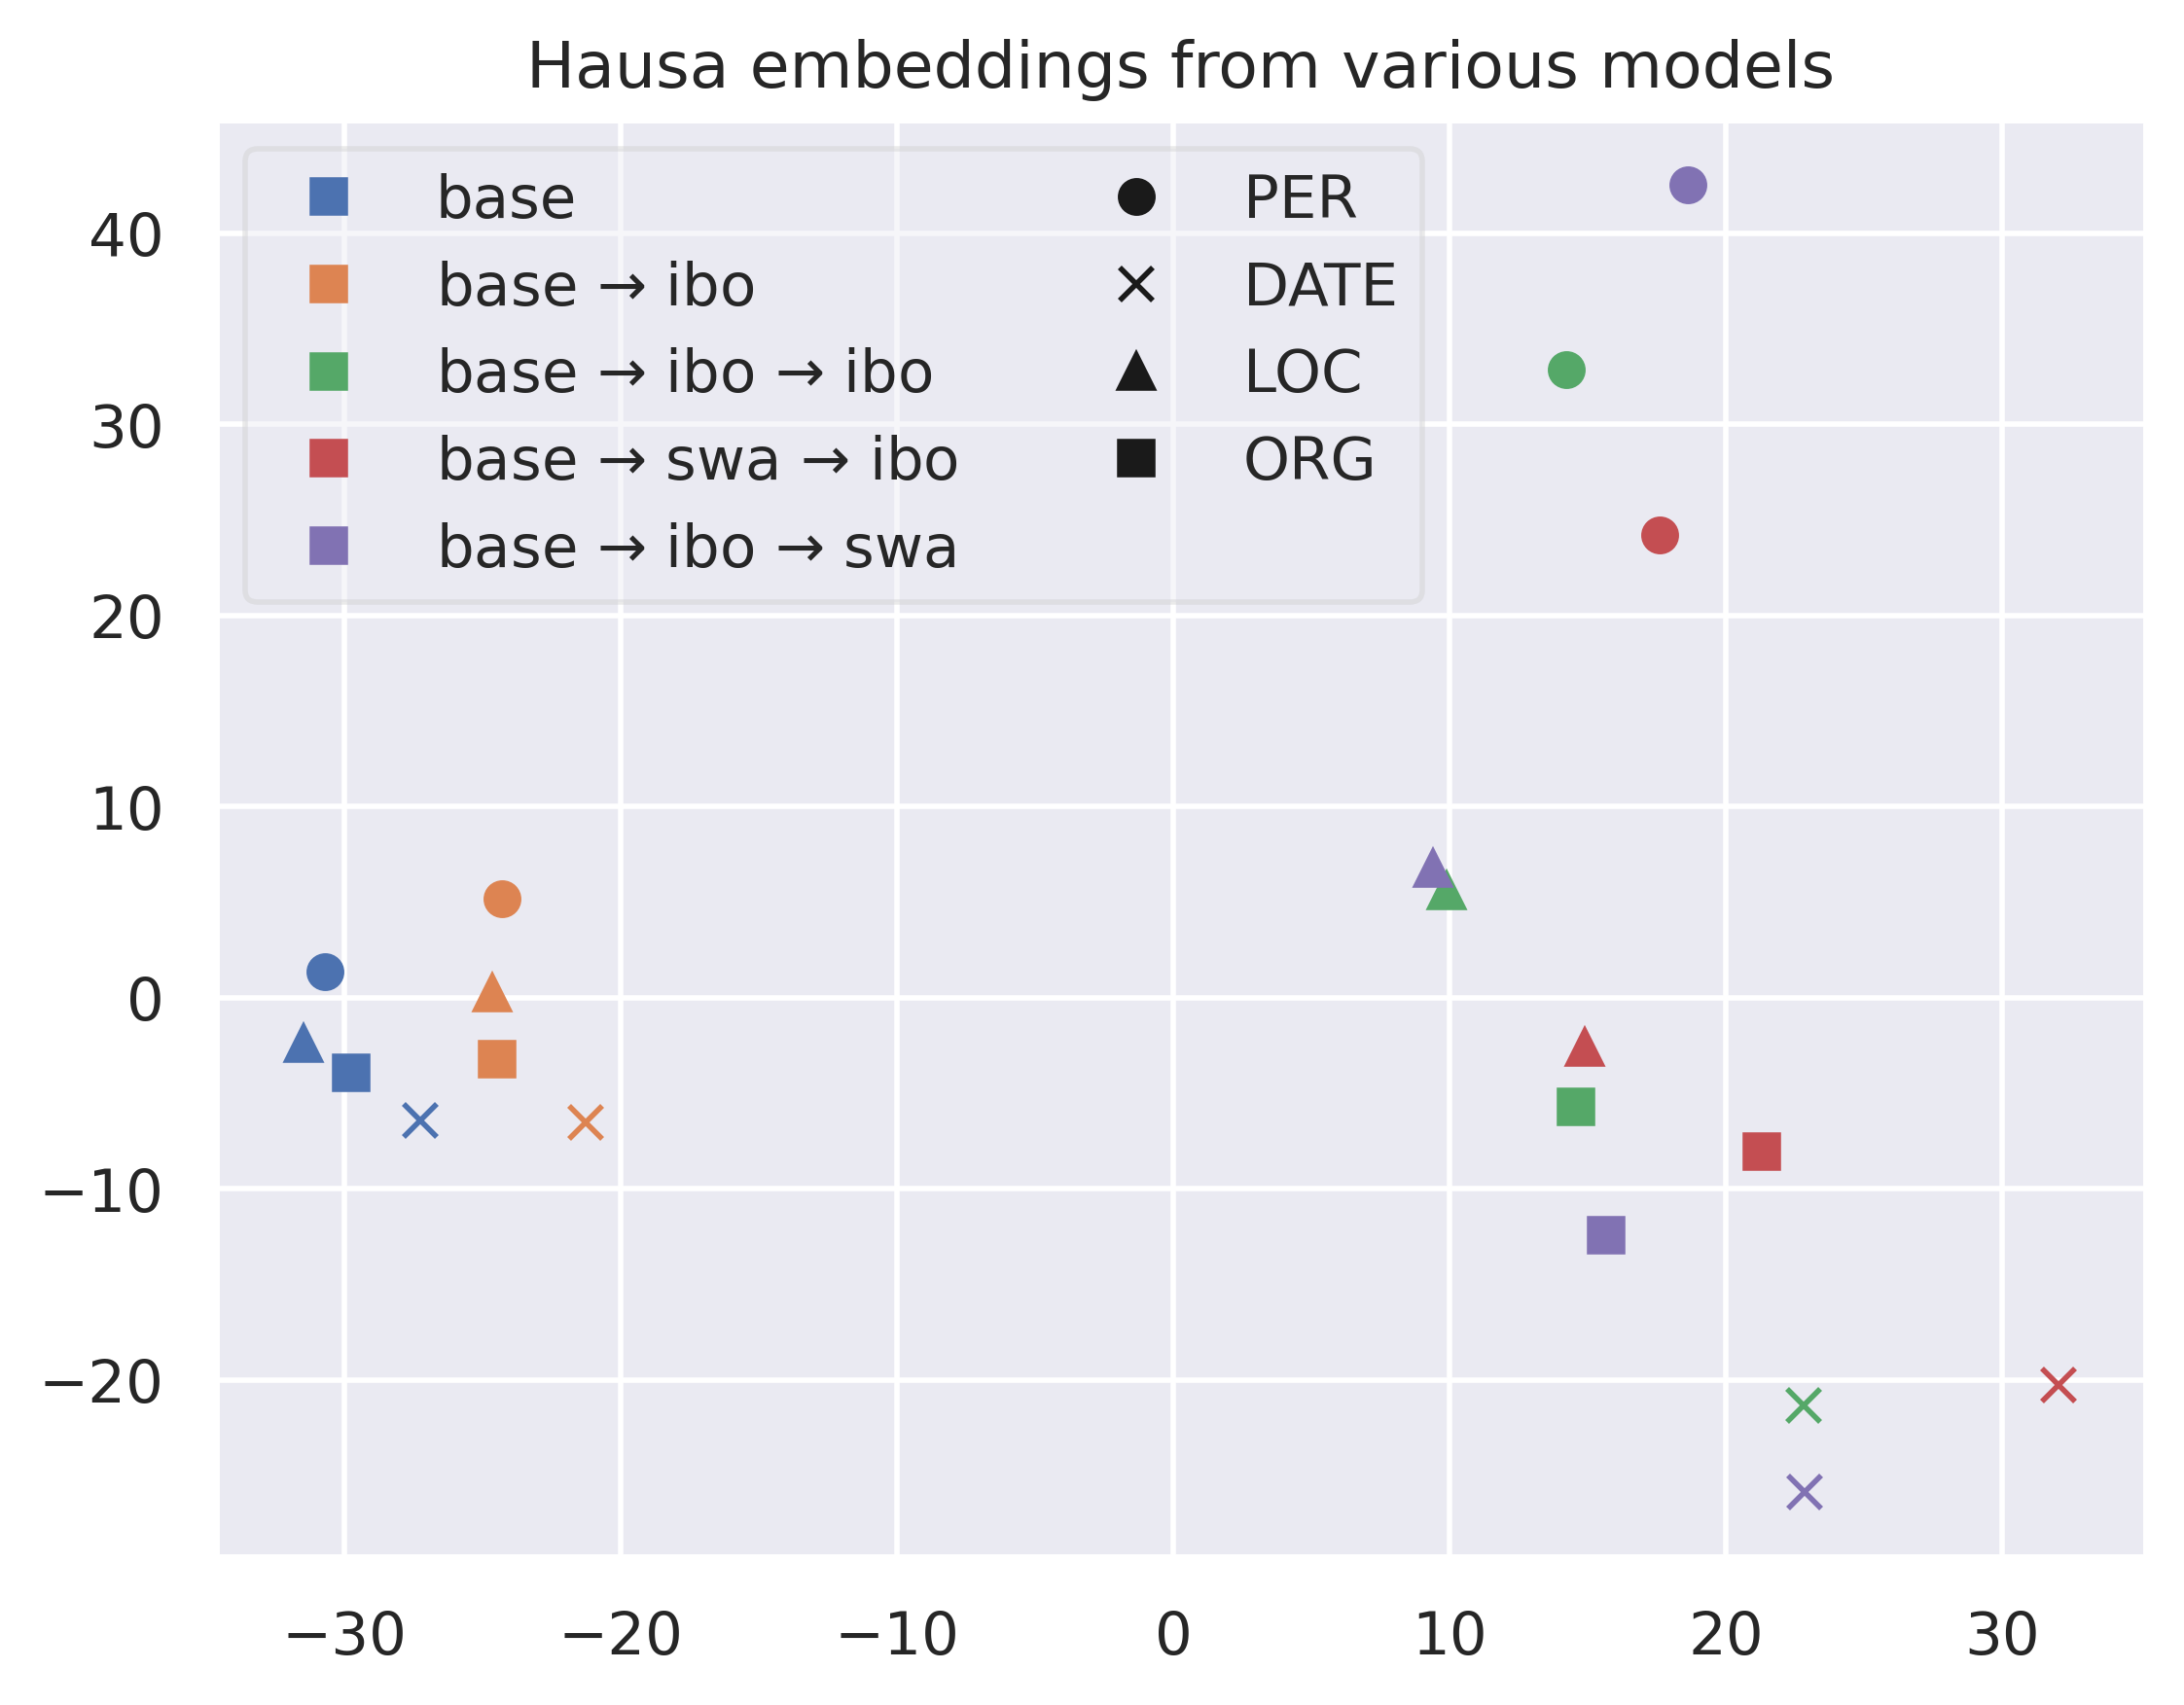 Hausa embeddings from various models
base
base → ibo
base → ibo → ibo
base → swa → ibo
base → ibo → swa
PER
DATE
LOC
ORG
40
30
20
10
0
−10
−20
−30
−20
−10
0
10
20
30